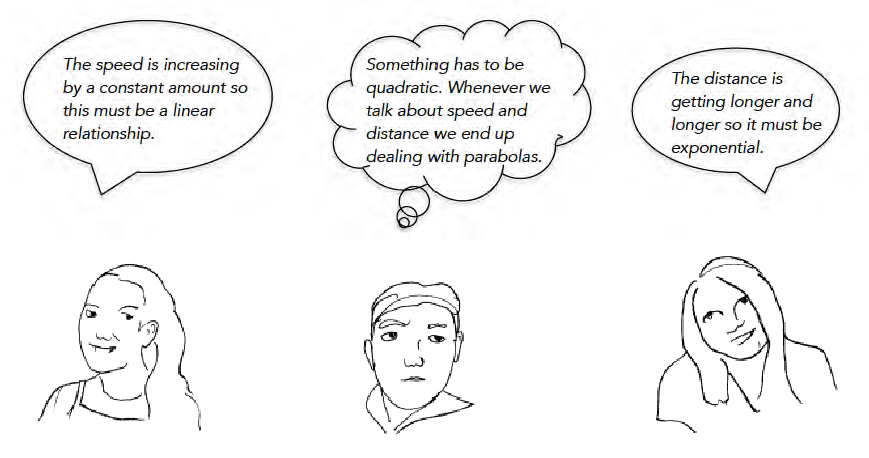 The speed is increasing
by a constant amount so
this must be a linear
relationship.
Something has to be
quadratic. Whenever we
talk about speed and
distance we end up
dealing with parabolas.
The distance is
getting longer and
longer so it must be
exponential.